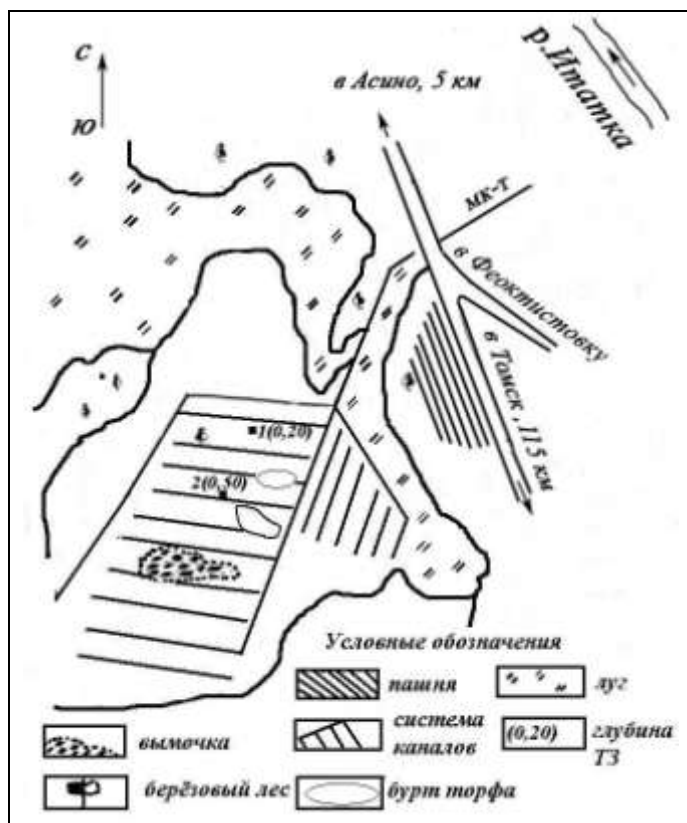 С
Ю
в Асино, 5 км
р.Итатка
МК-Т
в Феоктистовку
в Томск, 115 км
1(0,20)
2(0,50)
Условные обозначения
пашня
луг
вымочка
система
каналов
(0,20)
глубина
ТЗ
берёзовый лес
бурт торфа